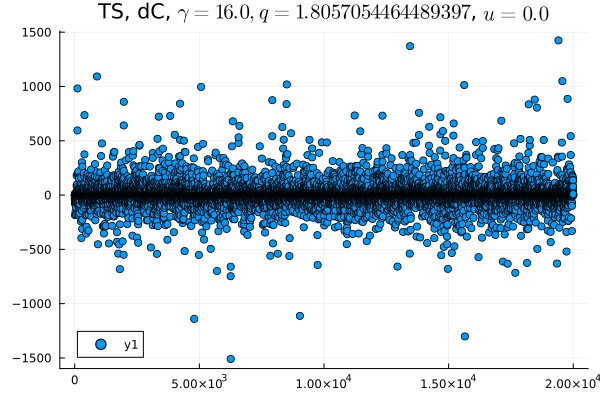 TS, dC, γ = 16.0, q = 1.8057054464489397, u = 0.0
1500
1000
500
0
−500
−1000
−1500
y1
0 5.00×10³ 1.00×10⁴ 1.50×10⁴ 2.00×10⁴